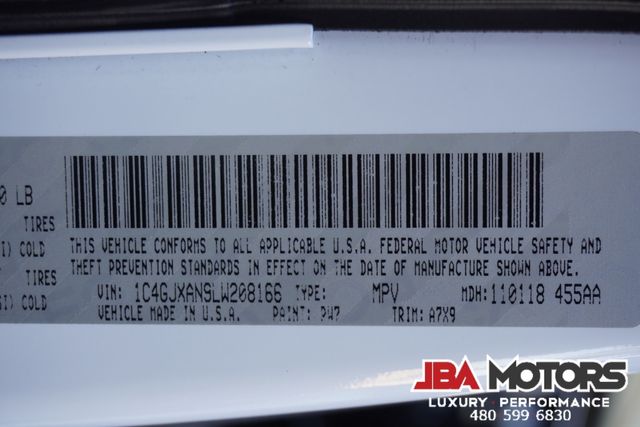 0 LB
TIRES
I) COLD
TIRES
SI) COLD
THIS VEHICLE CONFORMS TO ALL APPLICABLE U.S.A. FEDERAL MOTOR VEHICLE SAFETY AND
THEFT PREVENTION STANDARDS IN EFFECT ON THE DATE OF MANUFACTURE SHOWN ABOVE.
VIN: 1C4GJXAN9LW208166 TYPE: MPV MDH: 110118 455AA
VEHICLE MADE IN U.S.A. PAINT: PW7 TRIM: A7X9
JBA MOTORS
LUXURY · PERFORMANCE
480 599 6830